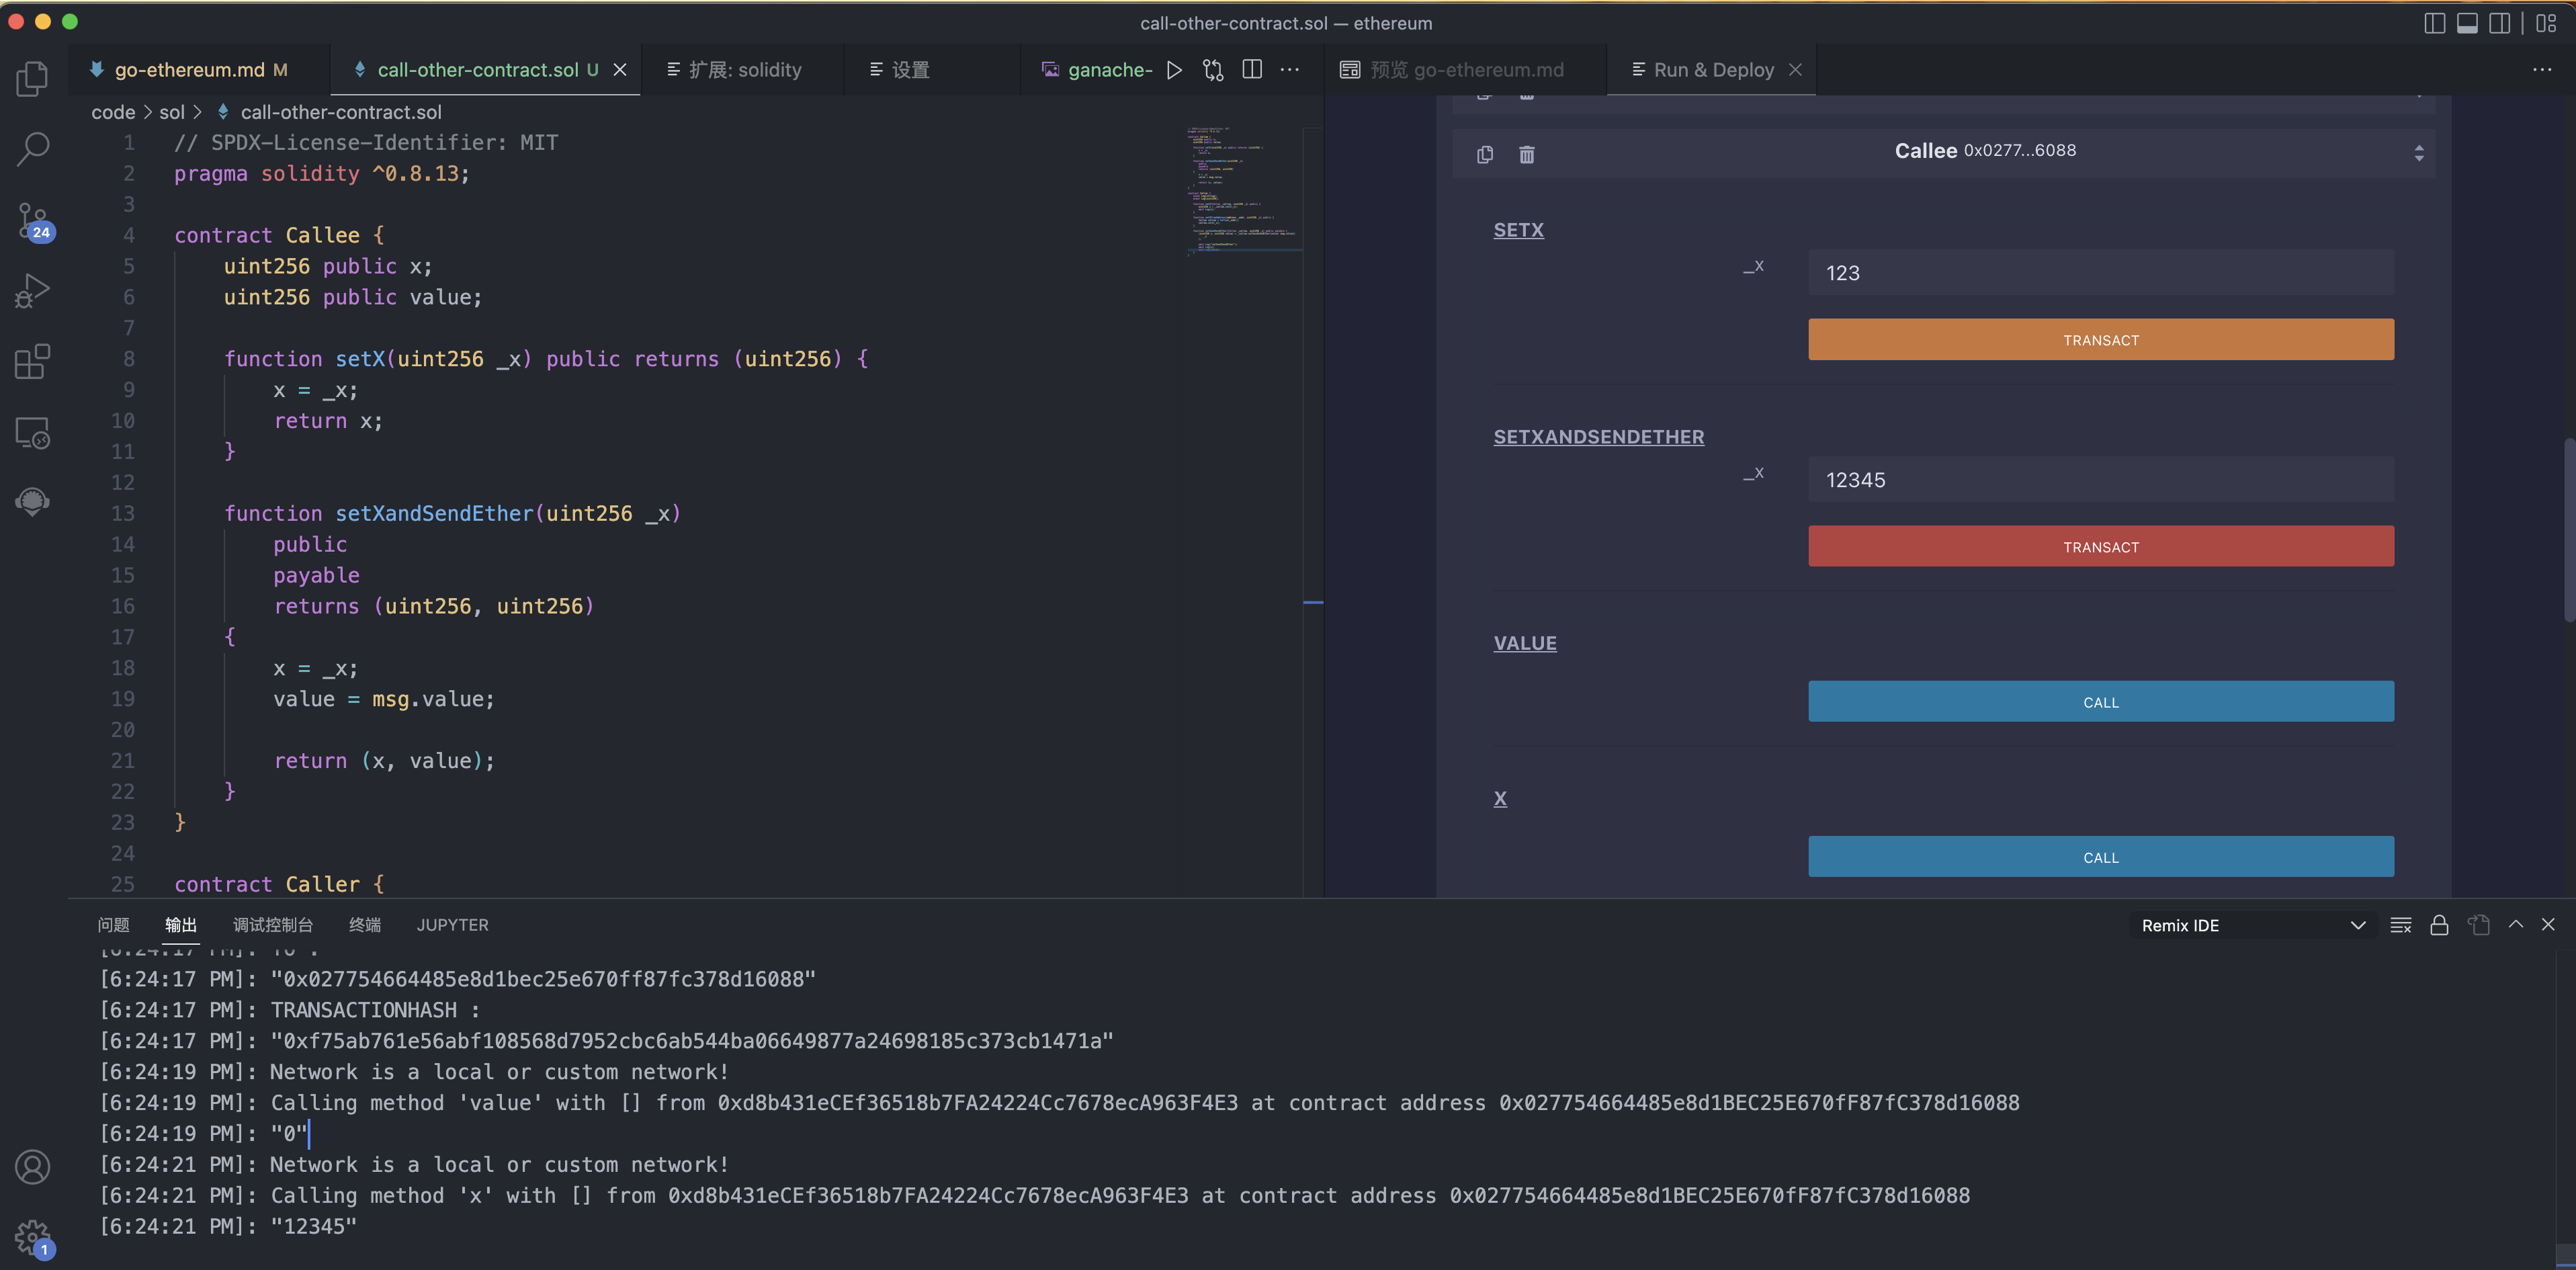 call-other-contract.sol — ethereum
go-ethereum.md M
call-other-contract.sol U
扩展: solidity
设置
ganache-
预览 go-ethereum.md
Run & Deploy
code > sol > call-other-contract.sol
1 // SPDX-License-Identifier: MIT
2 pragma solidity ^0.8.13;
3
4 contract Callee {
5 uint256 public x;
6 uint256 public value;
7
8 function setX(uint256 _x) public returns (uint256) {
9 x = _x;
10 return x;
11 }
12
13 function setXandSendEther(uint256 _x)
14 public
15 payable
16 returns (uint256, uint256)
17 {
18 x = _x;
19 value = msg.value;
20
21 return (x, value);
22 }
23 }
24
25 contract Caller {
24
1
Callee 0x0277...6088
SETX
_X
123
TRANSACT
SETXANDSENDETHER
_X
12345
TRANSACT
VALUE
CALL
X
CALL
问题
输出
调试控制台
终端
JUPYTER
Remix IDE
[6:24:17 PM]: "0x027754664485e8d1bec25e670ff87fc378d16088"
[6:24:17 PM]: TRANSACTIONHASH :
[6:24:17 PM]: "0xf75ab761e56abf108568d7952cbc6ab544ba06649877a24698185c373cb1471a"
[6:24:19 PM]: Network is a local or custom network!
[6:24:19 PM]: Calling method 'value' with [] from 0xd8b431eCEf36518b7FA24224Cc7678ecA963F4E3 at contract address 0x027754664485e8d1BEC25E670fF87fC378d16088
[6:24:19 PM]: "0"
[6:24:21 PM]: Network is a local or custom network!
[6:24:21 PM]: Calling method 'x' with [] from 0xd8b431eCEf36518b7FA24224Cc7678ecA963F4E3 at contract address 0x027754664485e8d1BEC25E670fF87fC378d16088
[6:24:21 PM]: "12345"